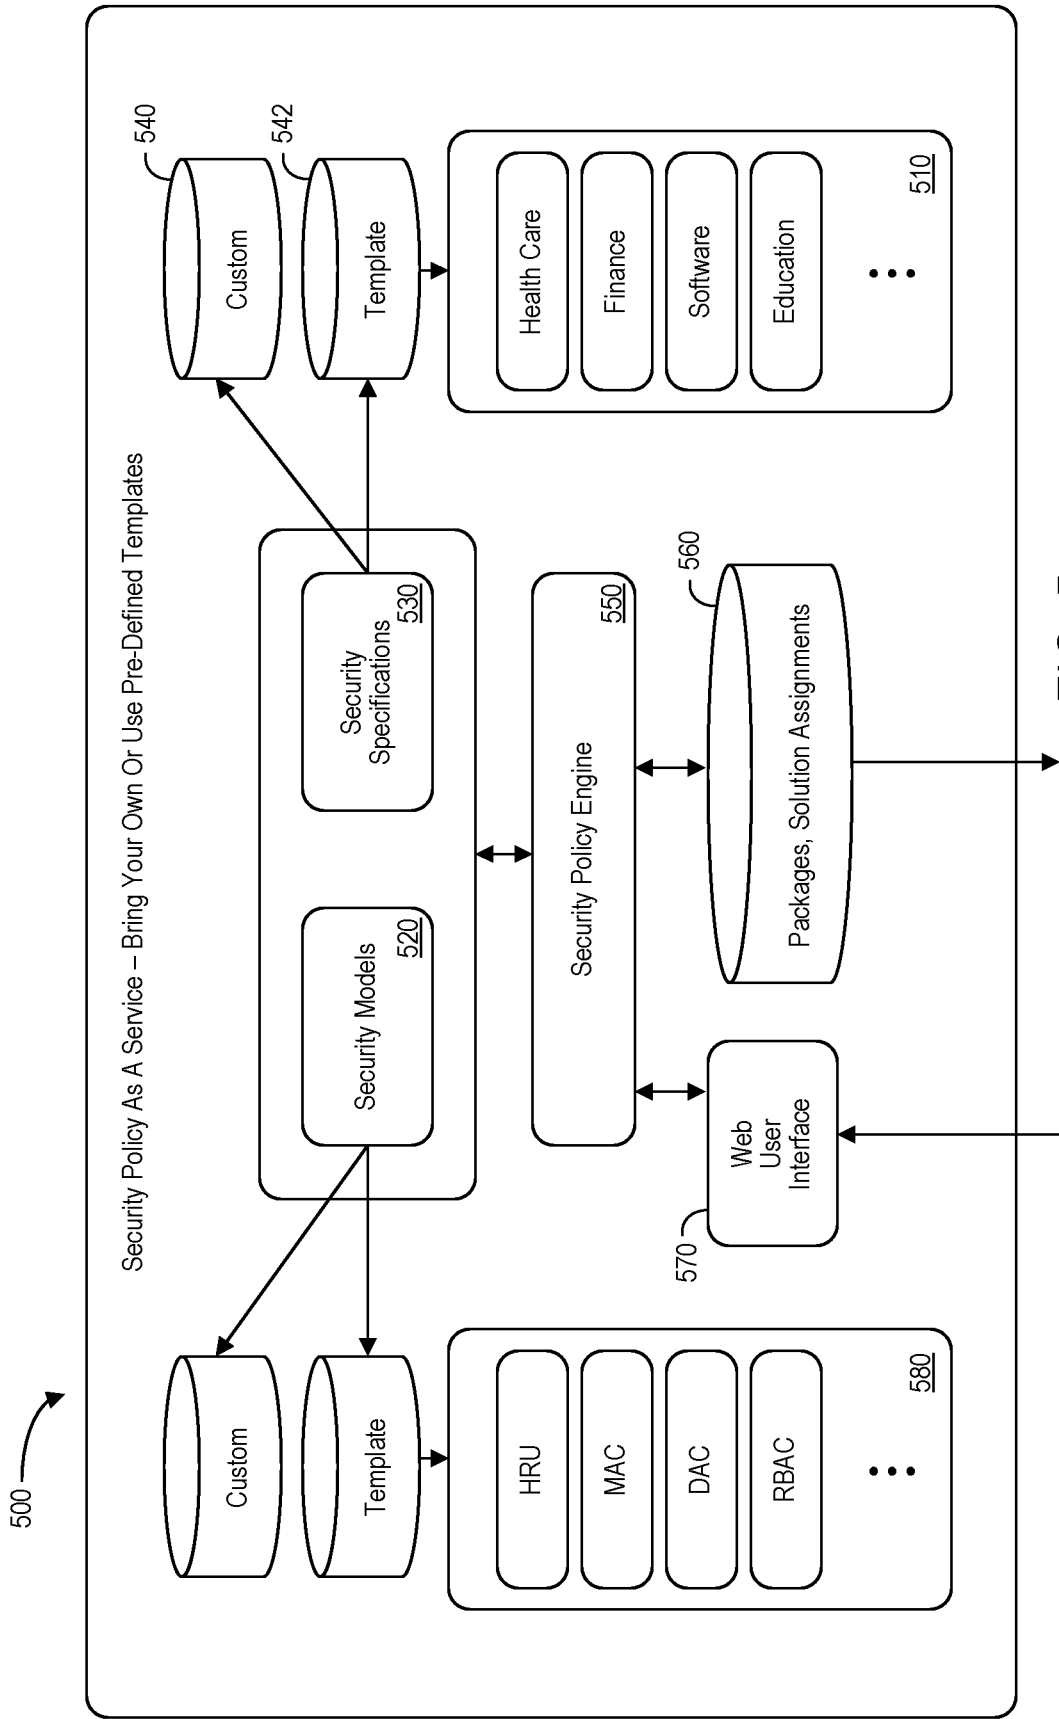 500
Security Policy As A Service – Bring Your Own Or Use Pre-Defined Templates
Custom
Template
HRU
MAC
DAC
RBAC
580
Security Models
520
Security
Specifications
530
Security Policy Engine
550
570
Web
User
Interface
Packages, Solution Assignments
560
Custom
540
Template
542
Health Care
Finance
Software
Education
510